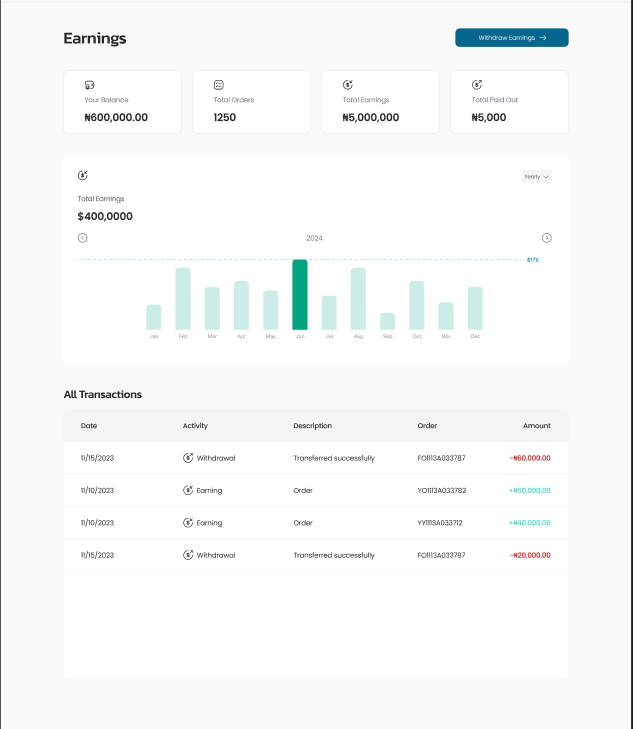 Earnings
Withdraw Earnings →
Your Balance
₦600,000.00
Total Orders
1250
Total Earnings
₦5,000,000
Total Paid Out
₦5,000
Yearly
Total Earnings
$400,0000
2024
$179
Jan Feb Mar Apr May Jun Jul Aug Sep Oct Nov Dec
All Transactions
Date Activity Description Order Amount
11/15/2023 Withdrawal Transferred successfully FO1113A033787 -₦60,000.00
11/10/2023 Earning Order YO1113A033782 +₦60,000.00
11/10/2023 Earning Order YY1113A033712 +₦40,000.00
11/15/2023 Withdrawal Transferred successfully FO1113A033787 -₦20,000.00